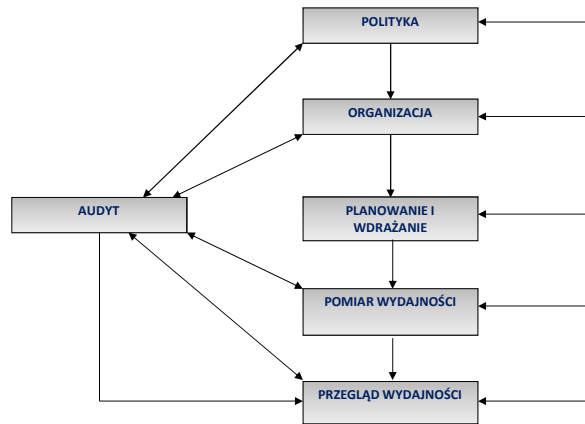 POLITYKA
ORGANIZACJA
AUDYT
PLANOWANIE I
WDRAŻANIE
POMIAR WYDAJNOŚCI
PRZEGLĄD WYDAJNOŚCI